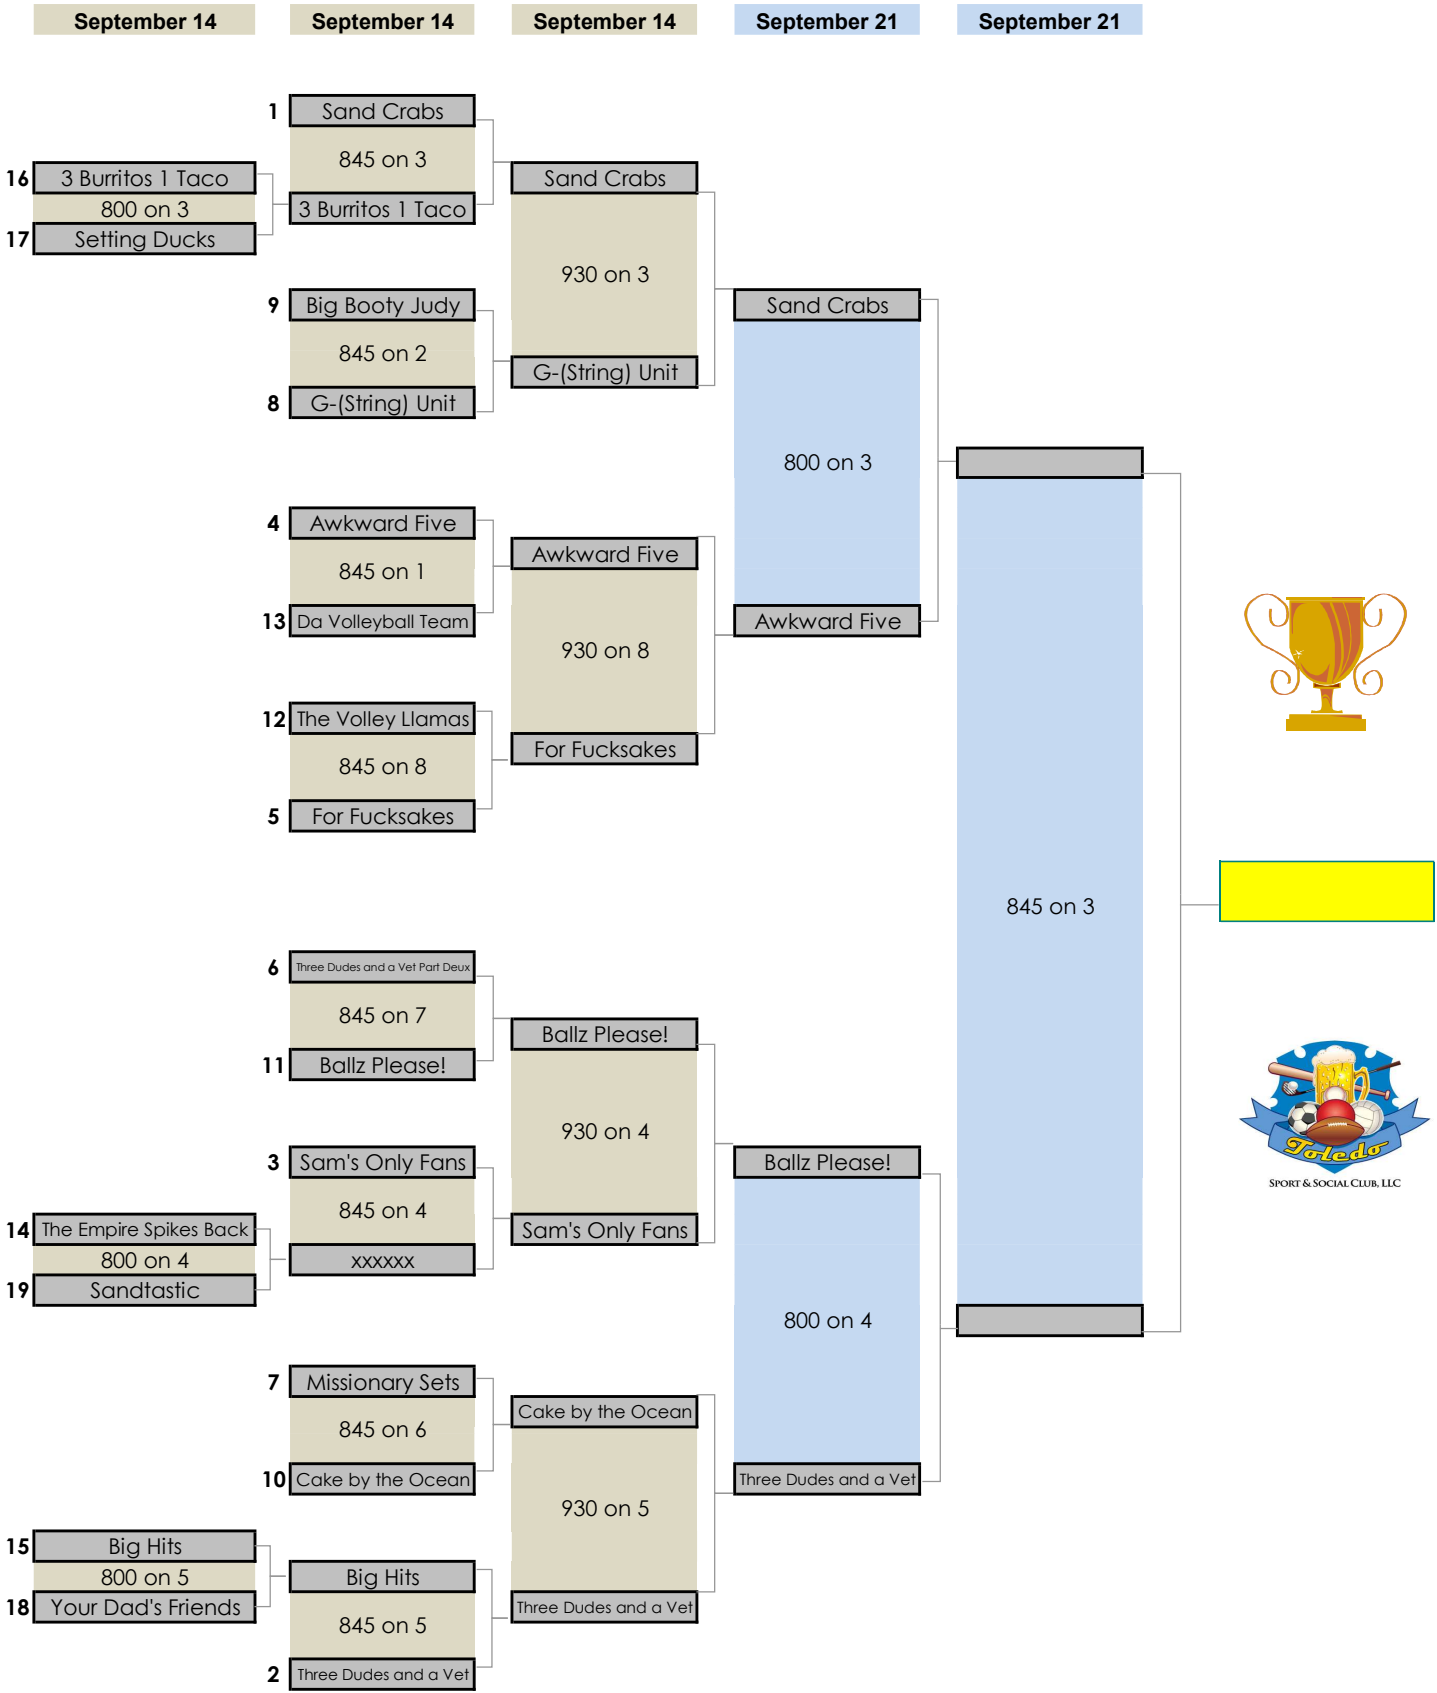 September 14 September 14 September 14 September 21 September 21
1 Sand Crabs
845 on 3
16 3 Burritos 1 Taco
Sand Crabs
800 on 3
3 Burritos 1 Taco
17 Setting Ducks
930 on 3
9 Big Booty Judy
Sand Crabs
845 on 2
G-(String) Unit
8 G-(String) Unit
800 on 3
4 Awkward Five
Awkward Five
845 on 1
13 Da Volleyball Team
Awkward Five
930 on 8
12 The Volley Llamas
For Fucksakes
845 on 8
5 For Fucksakes
845 on 3
6 Three Dudes and a Vet Part Deux
845 on 7
Ballz Please!
11 Ballz Please!
930 on 4
3 Sam's Only Fans
Ballz Please!
845 on 4
14 The Empire Spikes Back
Sam's Only Fans
800 on 4
xxxxxx
19 Sandtastic
Toledo
SPORT & SOCIAL CLUB, LLC
800 on 4
7 Missionary Sets
Cake by the Ocean
845 on 6
10 Cake by the Ocean
Three Dudes and a Vet
930 on 5
15 Big Hits
800 on 5
Big Hits
18 Your Dad's Friends
Three Dudes and a Vet
845 on 5
2 Three Dudes and a Vet